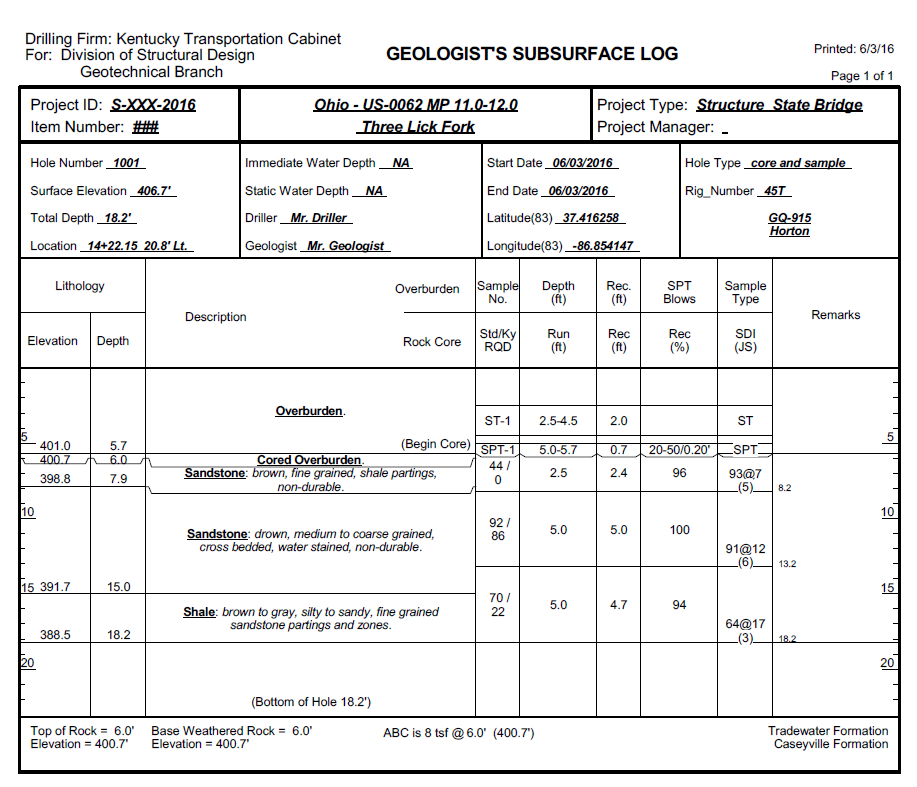 Drilling Firm: Kentucky Transportation Cabinet
For: Division of Structural Design
Geotechnical Branch
GEOLOGIST'S SUBSURFACE LOG
Printed: 6/3/16
Page 1 of 1
Project ID: S-XXX-2016
Item Number: ###
Ohio - US-0062 MP 11.0-12.0
Three Lick Fork
Project Type: Structure State Bridge
Project Manager: _
Hole Number 1001
Surface Elevation 406.7'
Total Depth 18.2'
Location 14+22.15 20.8' Lt.
Immediate Water Depth NA
Static Water Depth NA
Driller Mr. Driller
Geologist Mr. Geologist
Start Date 06/03/2016
End Date 06/03/2016
Latitude(83) 37.416258
Longitude(83) -86.854147
Hole Type core and sample
Rig_Number 45T
GQ-915
Horton
Lithology
Elevation Depth
Description
Overburden
Rock Core
Sample No. Depth (ft) Rec. (ft) SPT Blows Sample Type
Std/Ky RQD Run (ft) Rec (ft) Rec (%) SDI (JS)
Remarks
Overburden.
ST-1 2.5-4.5 2.0 ST
5 5
401.0 5.7 (Begin Core) SPT-1 5.0-5.7 0.7 20-50/0.20' SPT
400.7 6.0 Cored Overburden.
398.8 7.9 Sandstone: brown, fine grained, shale partings,
non-durable.
44 / 0 2.5 2.4 96 93@7 (5) 8.2
10 10
Sandstone: drown, medium to coarse grained,
cross bedded, water stained, non-durable.
92 / 86 5.0 5.0 100 91@12 (6) 13.2
15 391.7 15.0 15
Shale: brown to gray, silty to sandy, fine grained
sandstone partings and zones.
70 / 22 5.0 4.7 94 64@17 (3) 18.2
388.5 18.2
20 20
(Bottom of Hole 18.2')
Top of Rock = 6.0'
Elevation = 400.7'
Base Weathered Rock = 6.0'
Elevation = 400.7'
ABC is 8 tsf @ 6.0' (400.7')
Tradewater Formation
Caseyville Formation